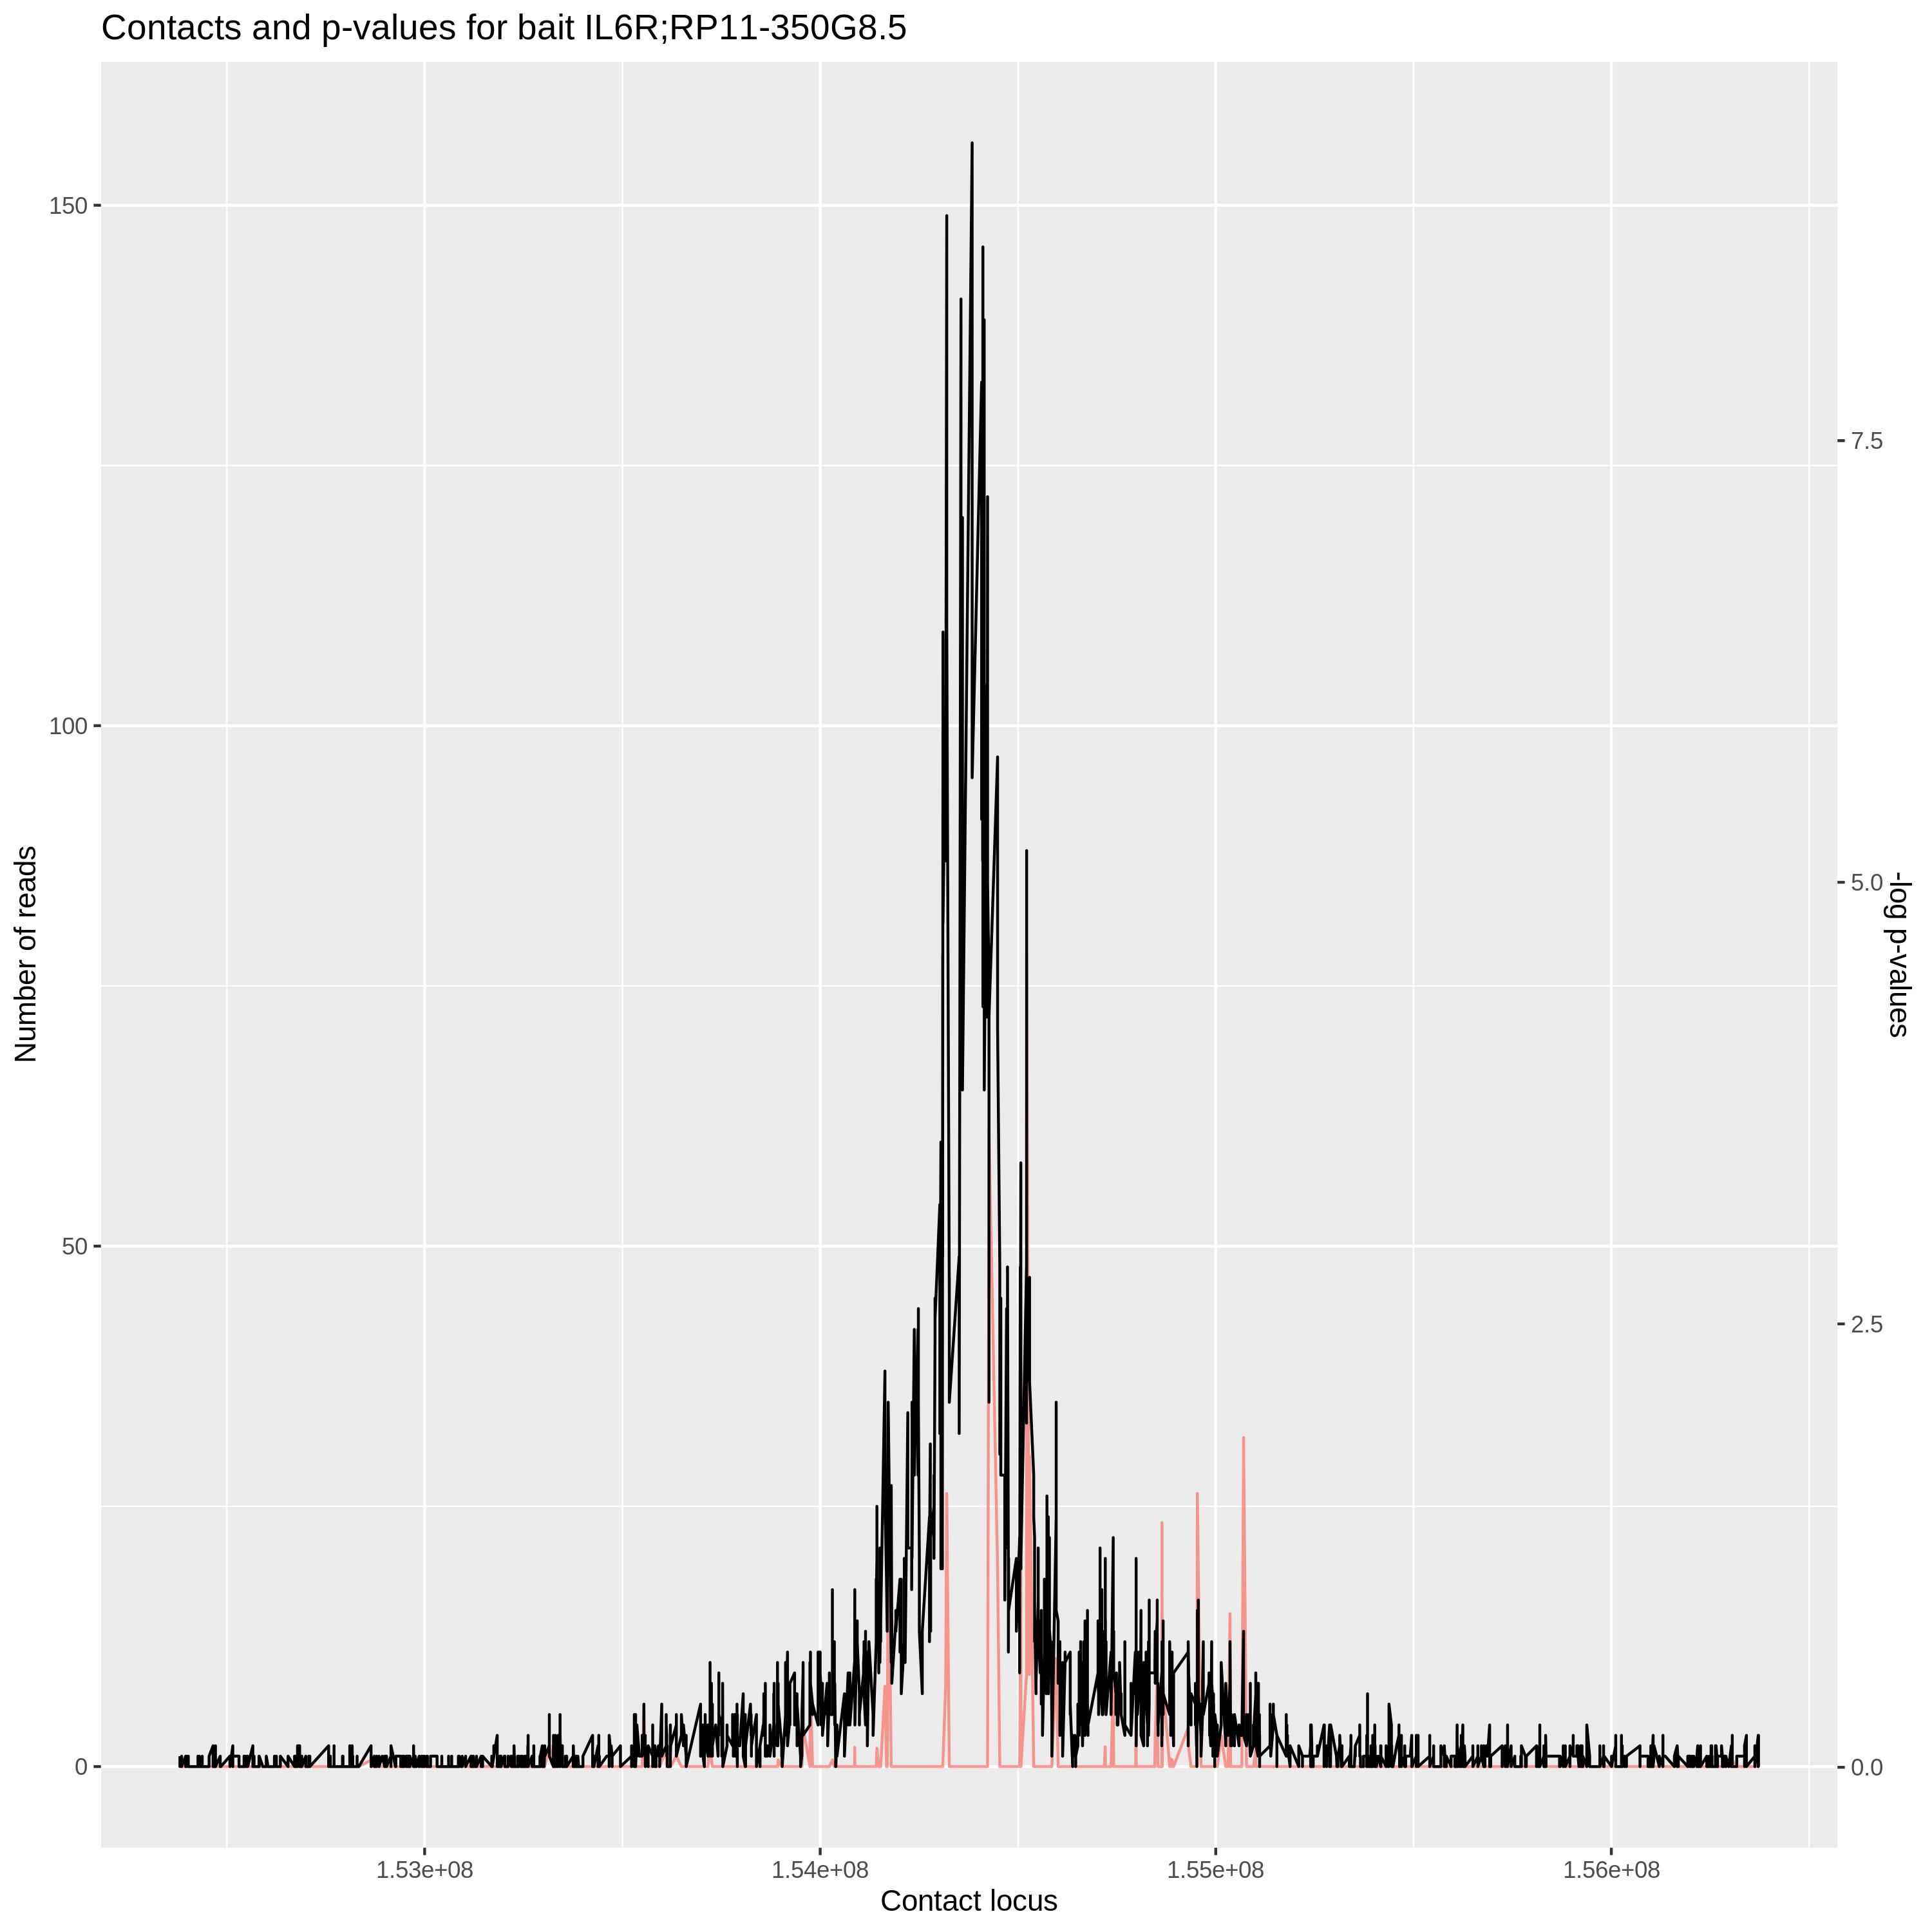 Contacts and p-values for bait IL6R;RP11-350G8.5
150
100
50
0
Number of reads
7.5
5.0
2.5
0.0
-log p-values
1.53e+08
1.54e+08
1.55e+08
1.56e+08
Contact locus